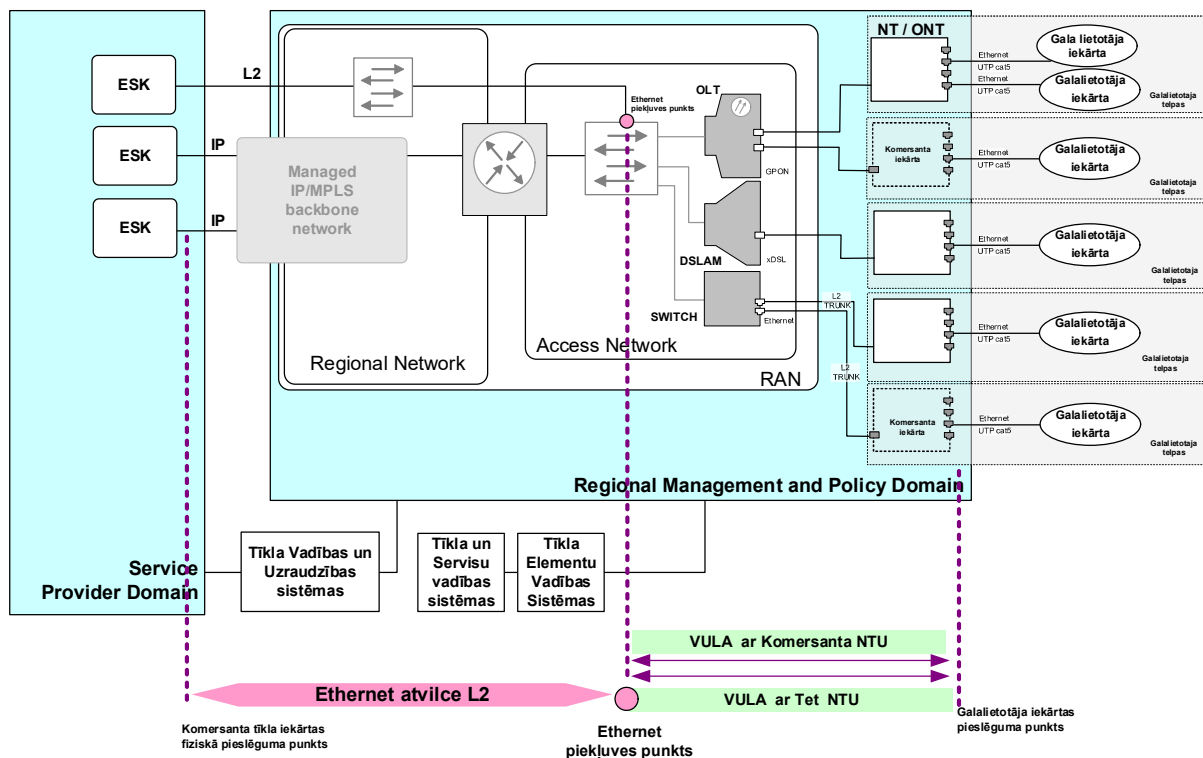 ESK
ESK
ESK
L2
IP
IP
Managed
IP/MPLS
backbone
network
Ethernet
piekļuves punkts
OLT
GPON
DSLAM
xDSL
SWITCH
Ethernet
L2
TRUNK
L2
TRUNK
Access Network
Regional Network
RAN
NT / ONT
Ethernet
UTP cat5
Ethernet
UTP cat5
Gala lietotāja
iekārta
Galalietotāja
iekārta
Galalietotaja
telpas
Komersanta
iekārta
Ethernet
UTP cat5
Galalietotāja
iekārta
Galalietotaja
telpas
Ethernet
UTP cat5
Galalietotāja
iekārta
Galalietotaja
telpas
Ethernet
UTP cat5
Galalietotāja
iekārta
Galalietotaja
telpas
Komersanta
iekārta
Ethernet
UTP cat5
Galalietotāja
iekārta
Galalietotaja
telpas
Regional Management and Policy Domain
Service
Provider Domain
Tīkla Vadības un
Uzraudzības
sistēmas
Tīkla un
Servisu
vadības
sistēmas
Tīkla
Elementu
Vadības
Sistēmas
VULA ar Komersanta NTU
Ethernet atvilce L2
VULA ar Tet NTU
Komersanta tīkla iekārtas
fiziskā pieslēguma punkts
Ethernet
piekļuves punkts
Galalietotāja iekārtas
pieslēguma punkts